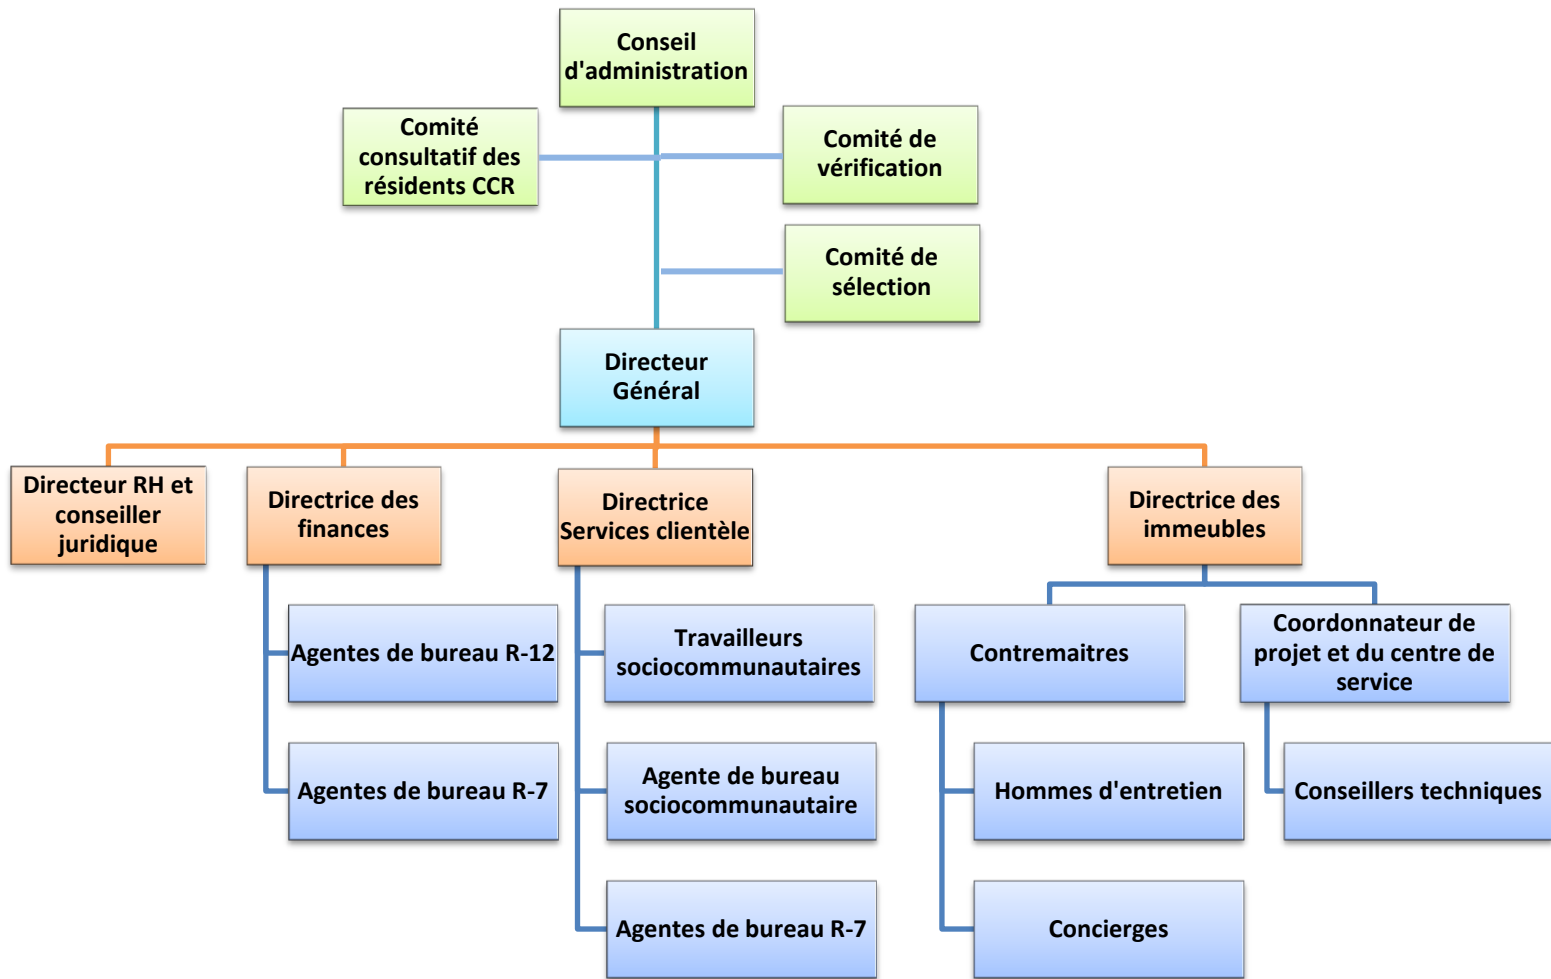 Conseil
d'administration
Comité
consultatif des
résidents CCR
Comité de
vérification
Comité de
sélection
Directeur
Général
Directeur RH et
conseiller
juridique
Directrice des
finances
Directrice
Services clientèle
Directrice des
immeubles
Agentes de bureau R-12
Travailleurs
sociocommunautaires
Contremaitres
Coordonnateur de
projet et du centre de
service
Agentes de bureau R-7
Agente de bureau
sociocommunautaire
Hommes d'entretien
Conseillers techniques
Agentes de bureau R-7
Concierges